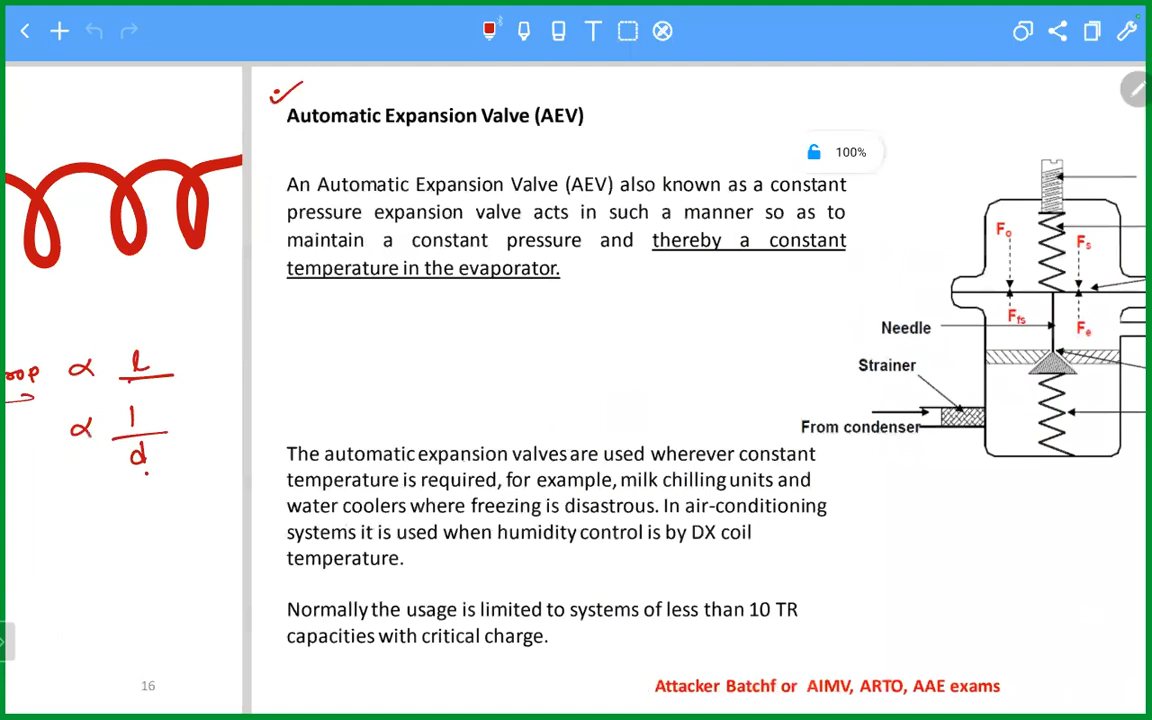 100%
Automatic Expansion Valve (AEV)
An Automatic Expansion Valve (AEV) also known as a constant
pressure expansion valve acts in such a manner so as to
maintain a constant pressure and thereby a constant
temperature in the evaporator.
Fo
Fs
Ffs
Fe
Needle
Strainer
From condenser
∝ L
∝ 1/d
The automatic expansion valves are used wherever constant
temperature is required, for example, milk chilling units and
water coolers where freezing is disastrous. In air-conditioning
systems it is used when humidity control is by DX coil
temperature.
Normally the usage is limited to systems of less than 10 TR
capacities with critical charge.
16
Attacker Batchf or AIMV, ARTO, AAE exams